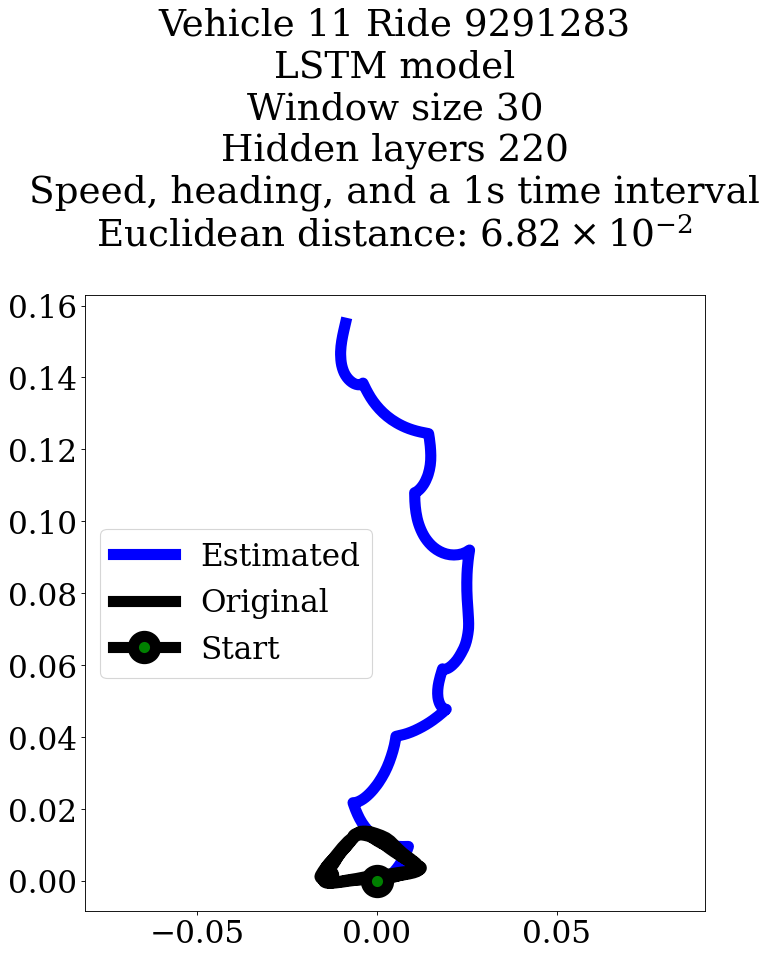 Vehicle 11 Ride 9291283
LSTM model
Window size 30
Hidden layers 220
Speed, heading, and a 1s time interval
Euclidean distance: 6.82 × 10⁻²
0.16
0.14
0.12
0.10
0.08
0.06
0.04
0.02
0.00
Estimated
Original
Start
−0.05
0.00
0.05